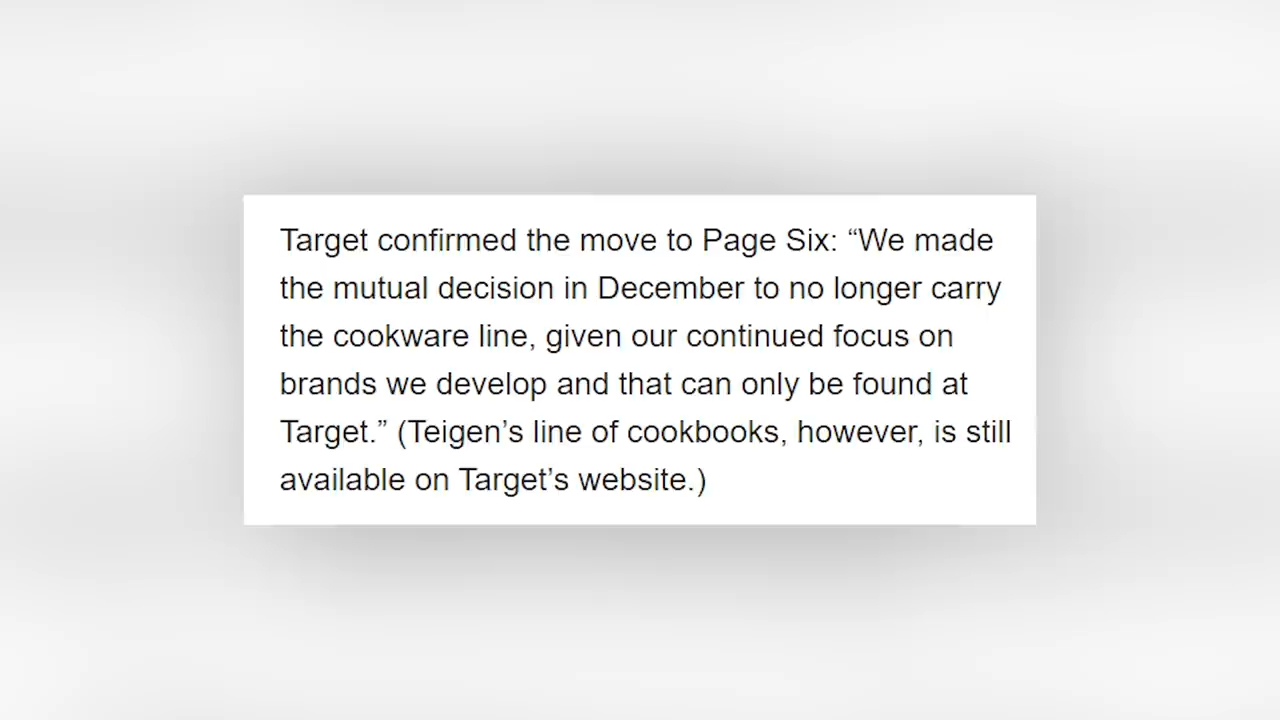 Target confirmed the move to Page Six: “We made
the mutual decision in December to no longer carry
the cookware line, given our continued focus on
brands we develop and that can only be found at
Target.” (Teigen’s line of cookbooks, however, is still
available on Target’s website.)